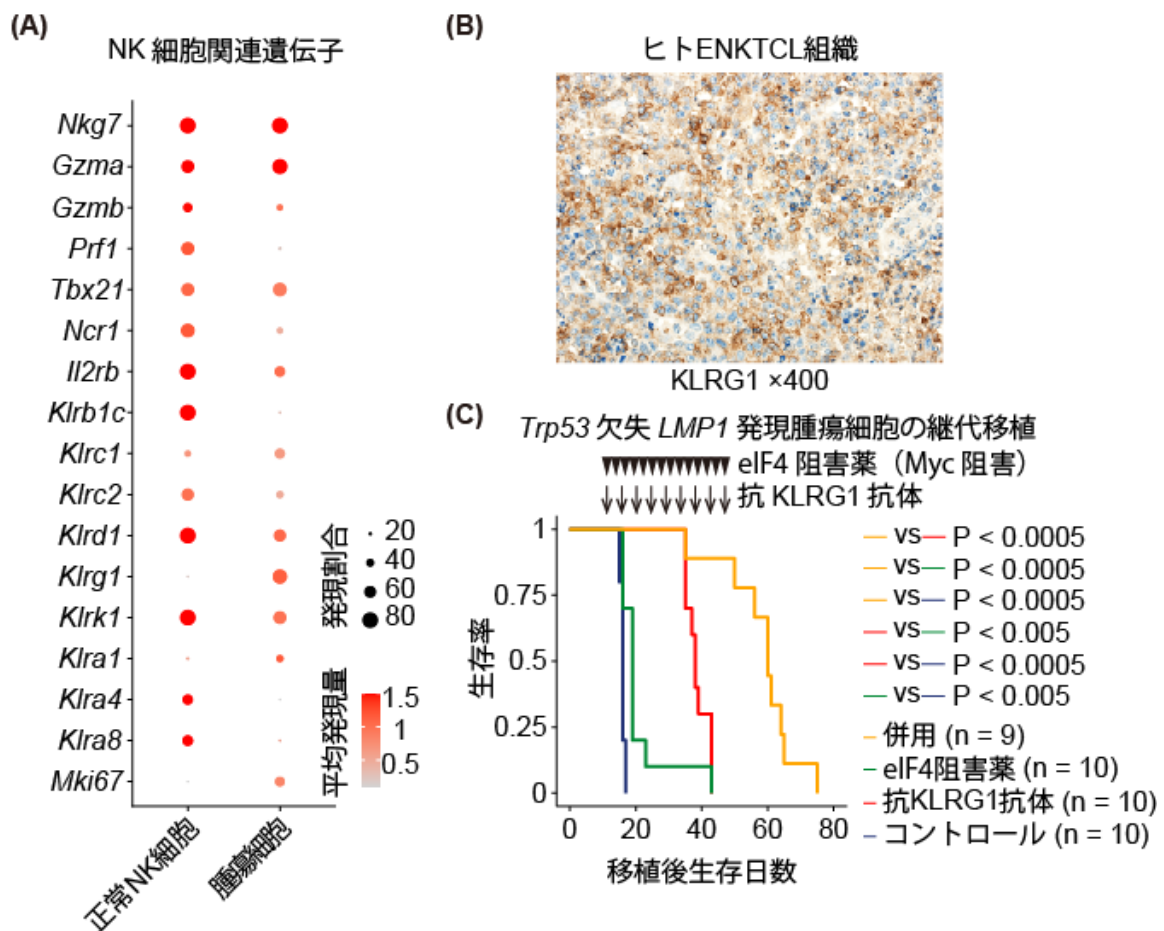 (A)
NK 細胞関連遺伝子
Nkg7
Gzma
Gzmb
Prf1
Tbx21
Ncr1
Il2rb
Klrb1c
Klrc1
Klrc2
Klrd1
Klrg1
Klrk1
Klra1
Klra4
Klra8
Mki67
正常NK細胞
腫瘍細胞
発現割合
20
40
60
80
平均発現量
1.5
1
0.5
(B)
ヒトENKTCL組織
KLRG1 ×400
(C)
Trp53 欠失 LMP1 発現腫瘍細胞の継代移植
eIF4 阻害薬（Myc 阻害）
抗 KLRG1 抗体
生存率
1
0.75
0.5
0.25
0
0 20 40 60 80
移植後生存日数
vs P < 0.0005
vs P < 0.0005
vs P < 0.0005
vs P < 0.005
vs P < 0.0005
vs P < 0.005
併用 (n = 9)
eIF4阻害薬 (n = 10)
抗KLRG1抗体 (n = 10)
コントロール (n = 10)